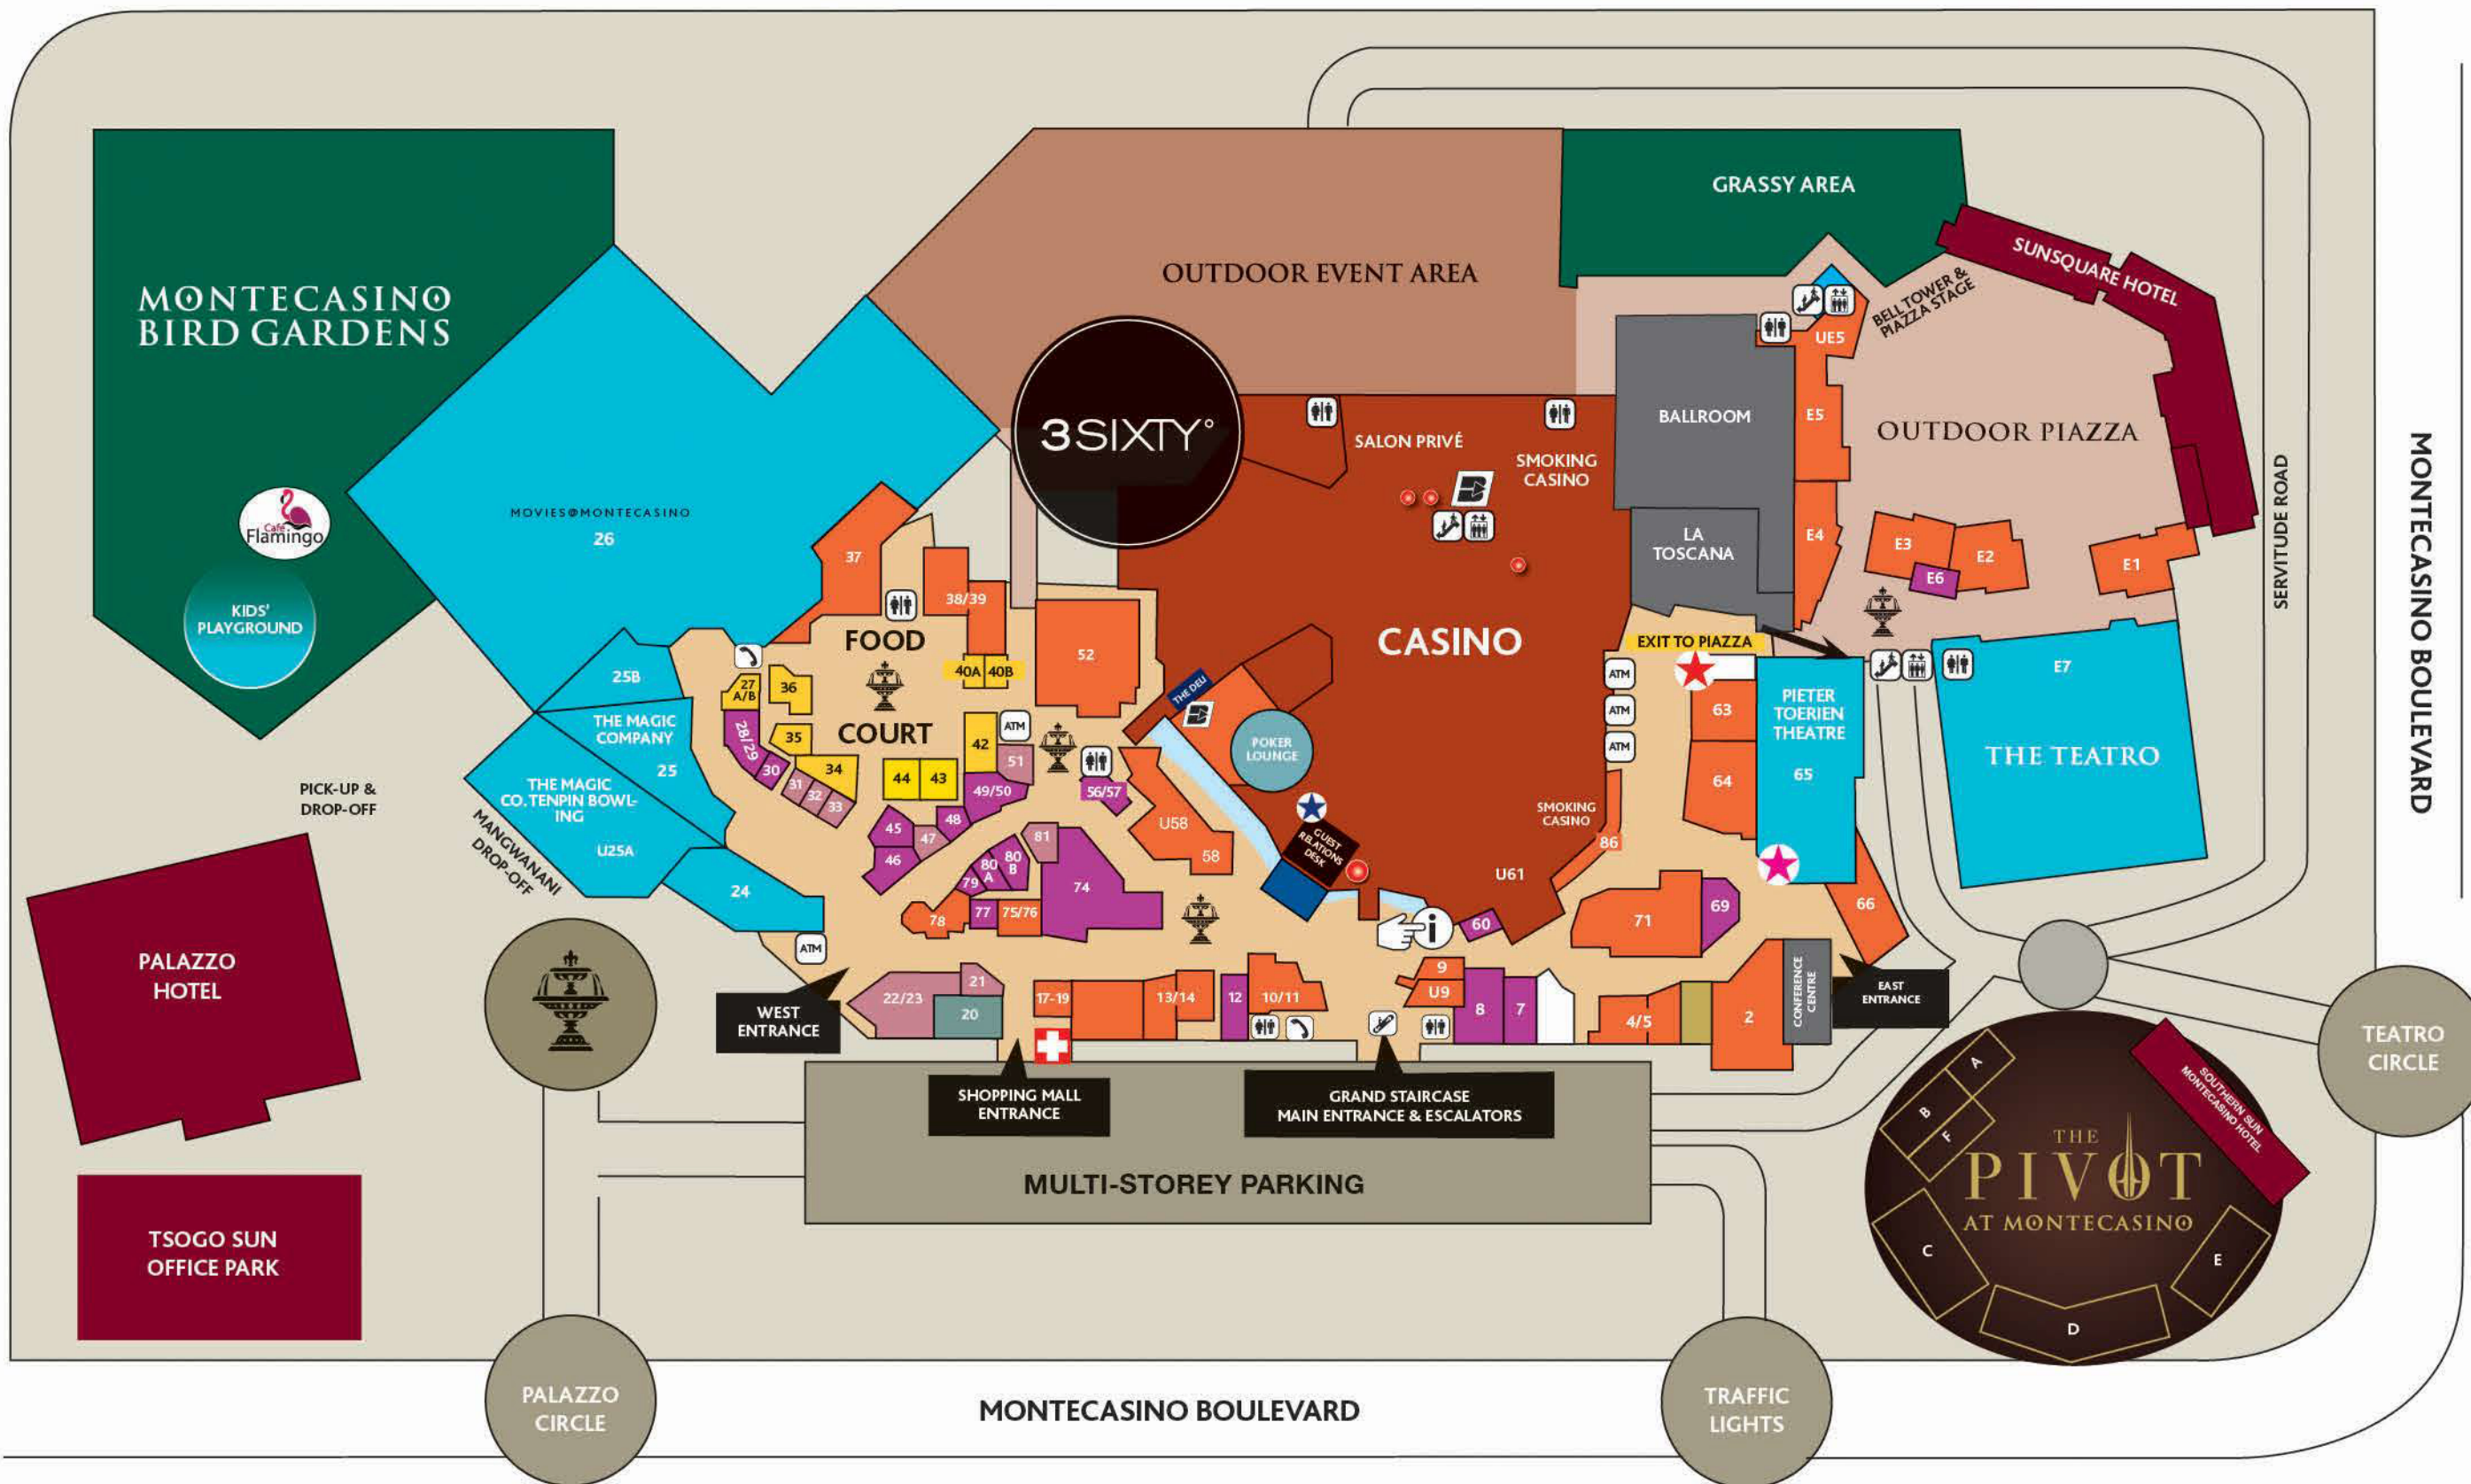 GRASSY AREA
SUNSQUARE HOTEL
OUTDOOR EVENT AREA
MONTECASINO
BIRD GARDENS
BELL TOWER &
PIAZZA STAGE
UE5
3SIXTY°
SALON PRIVÉ
SMOKING
CASINO
BALLROOM
E5
OUTDOOR PIAZZA
MONTECASINO BOULEVARD
SERVITUDE ROAD
Café
Flamingo
MOVIES@MONTECASINO
26
37
38/39
LA
TOSCANA
E4
E3
E2
E6
E1
KIDS'
PLAYGROUND
FOOD
COURT
40A
40B
52
CASINO
EXIT TO PIAZZA
25B
27
A/B
36
THE DELI
ATM
ATM
ATM
63
PIETER
TOERIEN
THEATRE
65
E7
THE TEATRO
THE MAGIC
COMPANY
25
28/29
30
35
34
31
32
33
42
ATM
51
44
43
49/50
56/57
POKER
LOUNGE
64
PICK-UP &
DROP-OFF
THE MAGIC
CO. TENPIN BOWL-
ING
U25A
MANGWANANI
DROP-OFF
45
46
47
48
81
U58
58
GUEST
RELATIONS
DESK
SMOKING
CASINO
86
U61
24
ATM
79
80
A
80
B
74
78
77
75/76
60
i
71
69
66
PALAZZO
HOTEL
WEST
ENTRANCE
22/23
21
20
17-19
13/14
12
10/11
9
U9
8
7
4/5
2
CONFERENCE
CENTRE
EAST
ENTRANCE
SHOPPING MALL
ENTRANCE
GRAND STAIRCASE
MAIN ENTRANCE & ESCALATORS
TEATRO
CIRCLE
MULTI-STOREY PARKING
A
B
F
SOUTHERN SUN
MONTECASINO HOTEL
THE
PIVOT
AT MONTECASINO
C
E
D
TSOGO SUN
OFFICE PARK
PALAZZO
CIRCLE
MONTECASINO BOULEVARD
TRAFFIC
LIGHTS